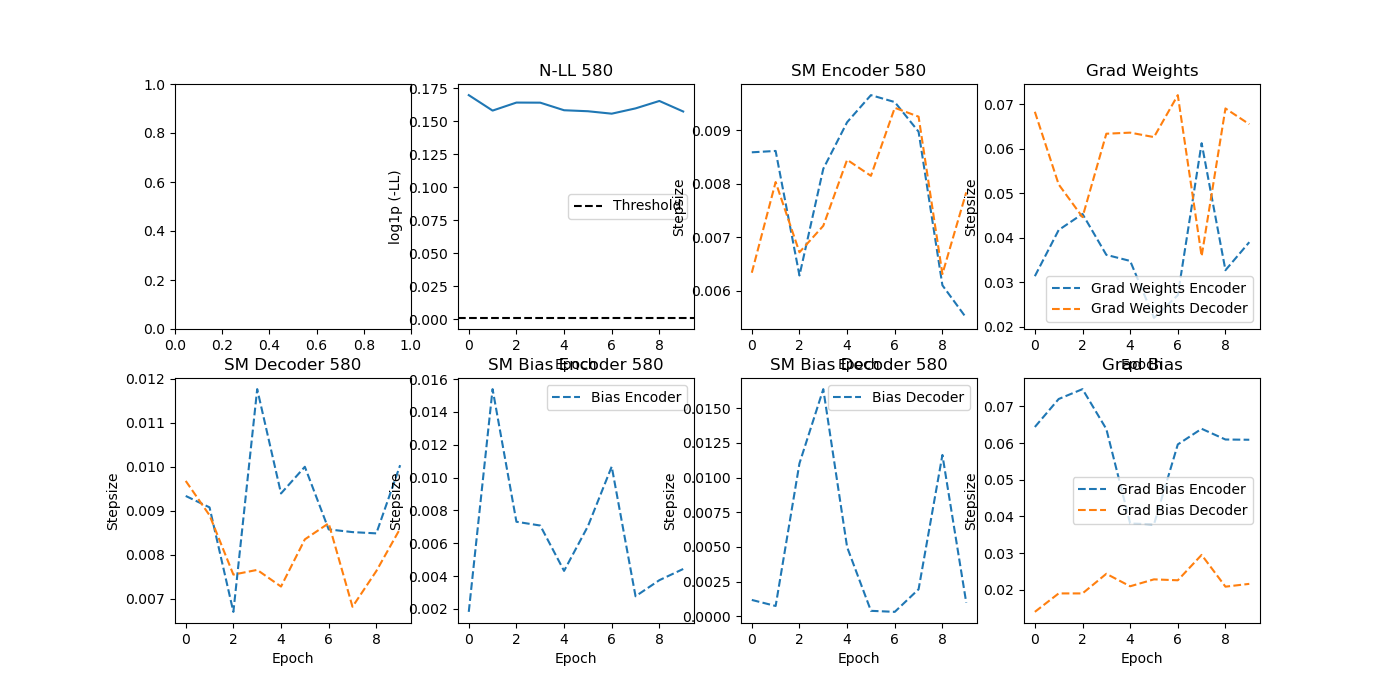 N-LL 580
SM Encoder 580
Grad Weights
1.0
0.8
0.6
0.4
0.2
0.0
0.0 0.2 0.4 0.6 0.8 1.0
log1p (-LL)
0.175
0.150
0.125
0.100
0.075
0.050
0.025
0.000
Threshold
0 2 4 6 8
Epoch
Stepsize
0.009
0.008
0.007
0.006
0 2 4 6 8
Epoch
Stepsize
0.07
0.06
0.05
0.04
0.03
0.02
Grad Weights Encoder
Grad Weights Decoder
0 2 4 6 8
Epoch
SM Decoder 580
SM Bias Encoder 580
SM Bias Decoder 580
Grad Bias
Stepsize
0.012
0.011
0.010
0.009
0.008
0.007
0 2 4 6 8
Epoch
Stepsize
0.016
0.014
0.012
0.010
0.008
0.006
0.004
0.002
Bias Encoder
0 2 4 6 8
Epoch
Stepsize
0.0150
0.0125
0.0100
0.0075
0.0050
0.0025
0.0000
Bias Decoder
0 2 4 6 8
Epoch
Stepsize
0.07
0.06
0.05
0.04
0.03
0.02
Grad Bias Encoder
Grad Bias Decoder
0 2 4 6 8
Epoch